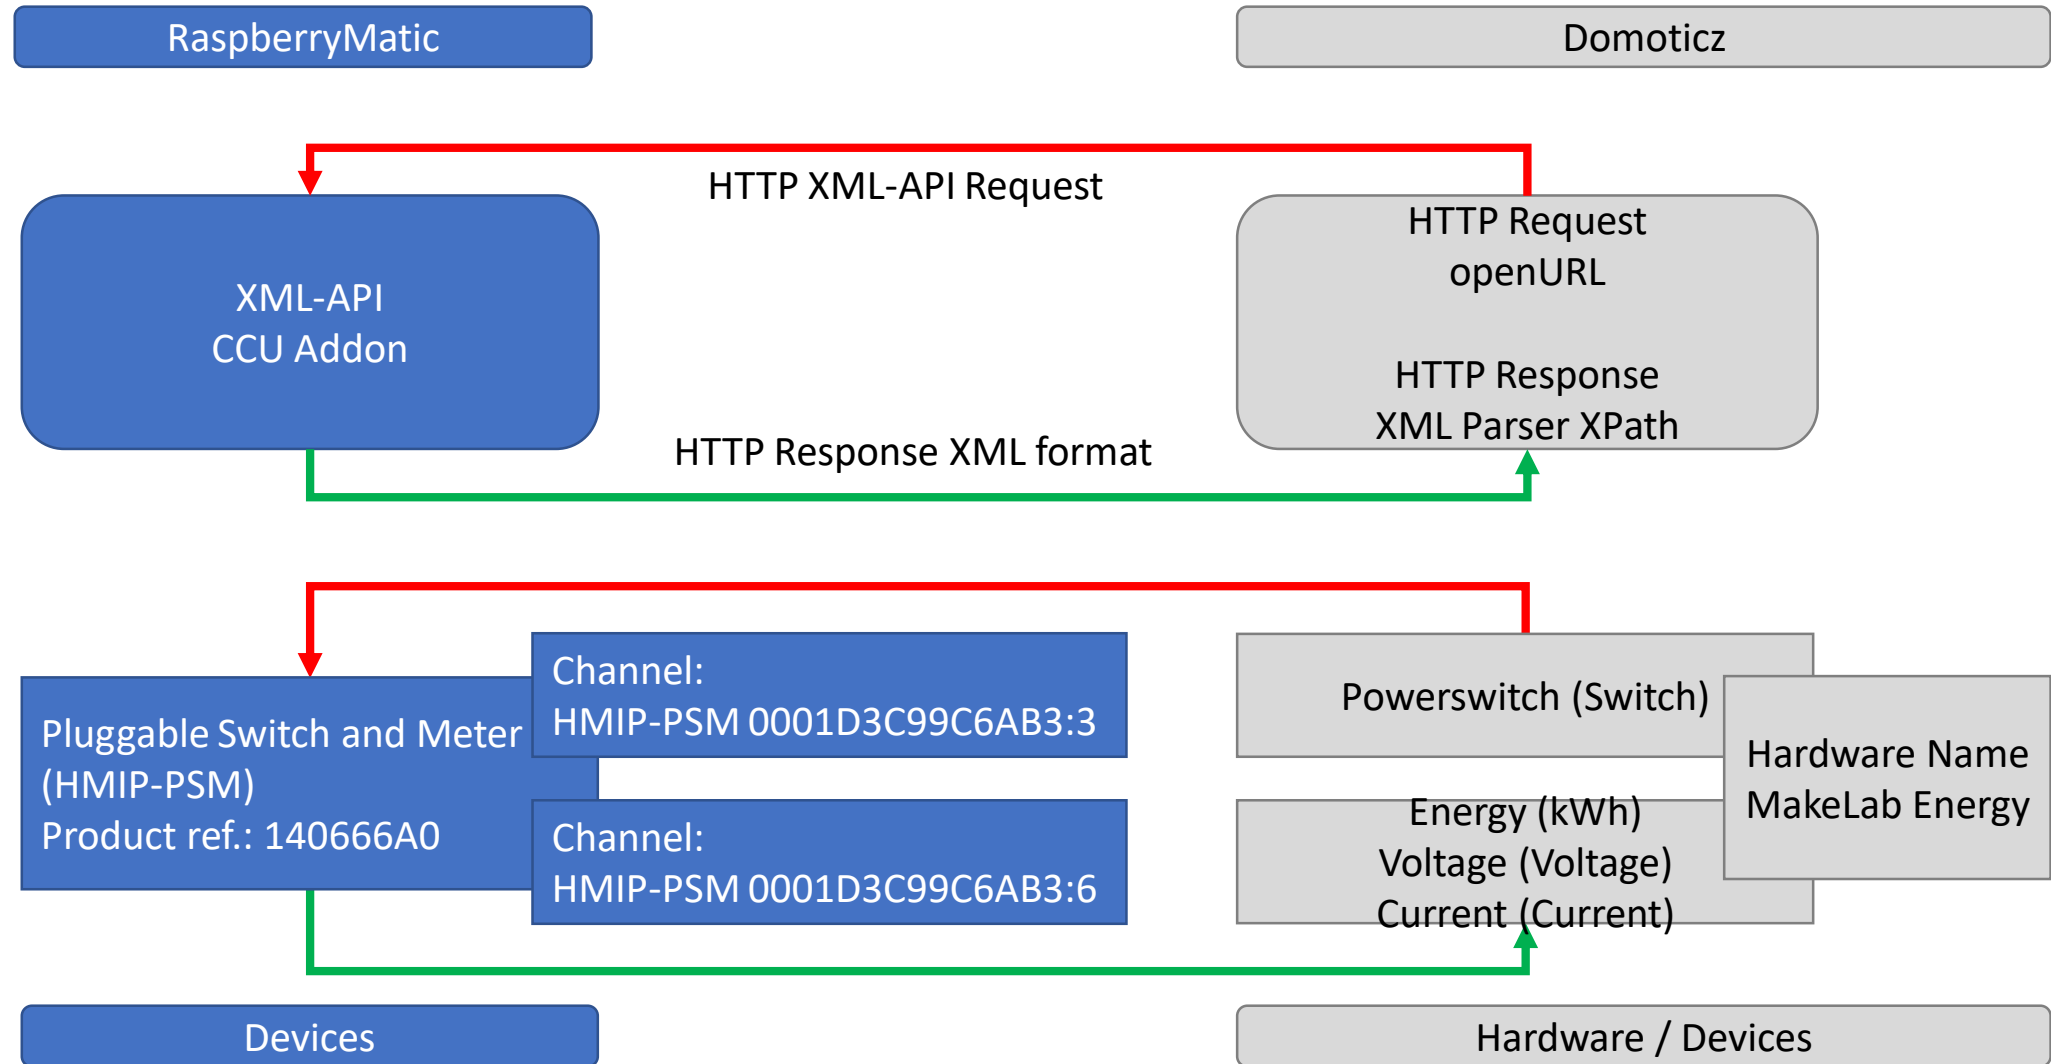 RaspberryMatic
Domoticz
HTTP XML-API Request
XML-API
CCU Addon
HTTP Request
openURL
HTTP Response
XML Parser XPath
HTTP Response XML format
Pluggable Switch and Meter
(HMIP-PSM)
Product ref.: 140666A0
Channel:
HMIP-PSM 0001D3C99C6AB3:3
Channel:
HMIP-PSM 0001D3C99C6AB3:6
Powerswitch (Switch)
Energy (kWh)
Voltage (Voltage)
Current (Current)
Hardware Name
MakeLab Energy
Devices
Hardware / Devices